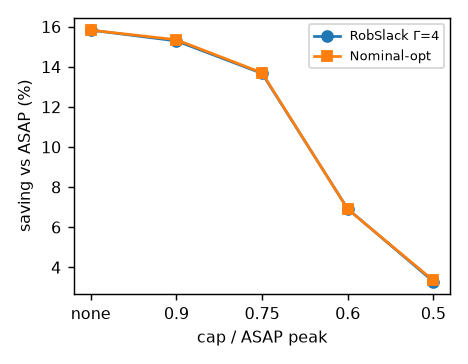 16
14
12
10
8
6
4
saving vs ASAP (%)
RobSlack Γ=4
Nominal-opt
none 0.9 0.75 0.6 0.5
cap / ASAP peak